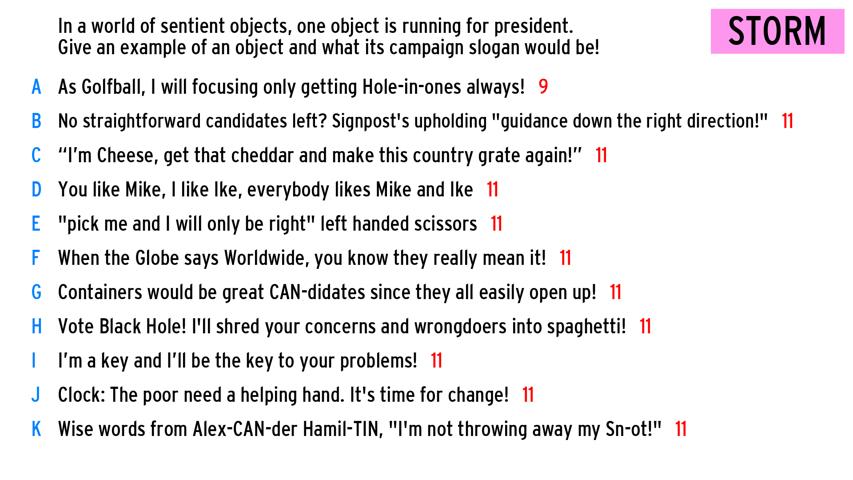 In a world of sentient objects, one object is running for president.
Give an example of an object and what its campaign slogan would be!
STORM
A As Golfball, I will focusing only getting Hole-in-ones always! 9
B No straightforward candidates left? Signpost's upholding "guidance down the right direction!" 11
C “I’m Cheese, get that cheddar and make this country grate again!” 11
D You like Mike, I like Ike, everybody likes Mike and Ike 11
E "pick me and I will only be right" left handed scissors 11
F When the Globe says Worldwide, you know they really mean it! 11
G Containers would be great CAN-didates since they all easily open up! 11
H Vote Black Hole! I'll shred your concerns and wrongdoers into spaghetti! 11
I I’m a key and I’ll be the key to your problems! 11
J Clock: The poor need a helping hand. It's time for change! 11
K Wise words from Alex-CAN-der Hamil-TIN, "I'm not throwing away my Sn-ot!" 11